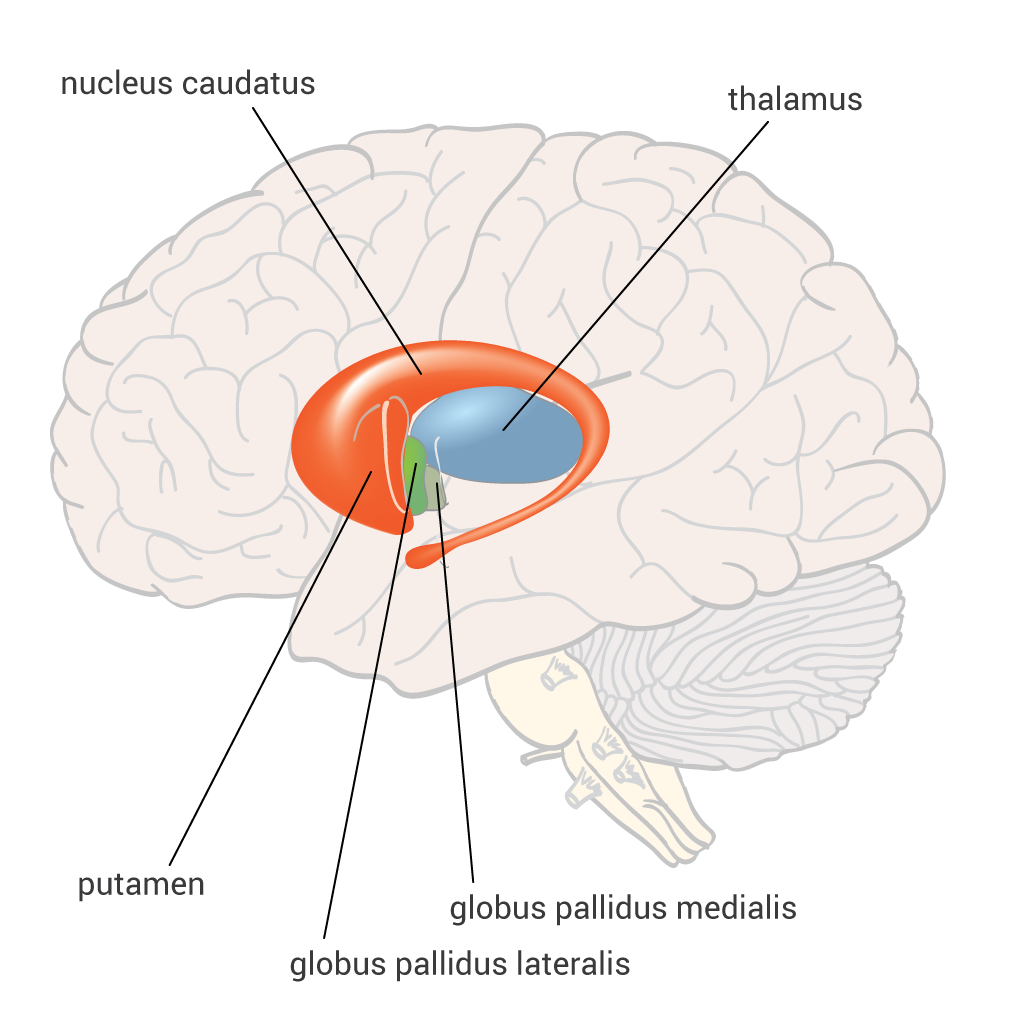 nucleus caudatus
thalamus
putamen
globus pallidus medialis
globus pallidus lateralis